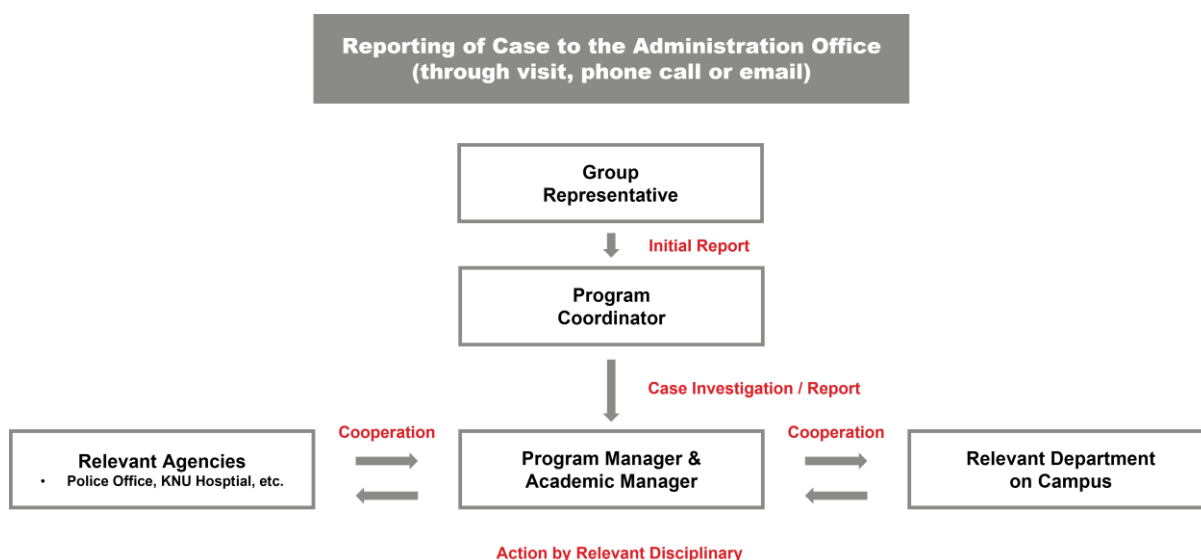 Reporting of Case to the Administration Office
(through visit, phone call or email)
Group
Representative
Initial Report
Program
Coordinator
Case Investigation / Report
Cooperation
Cooperation
Relevant Agencies
• Police Office, KNU Hosptial, etc.
Program Manager &
Academic Manager
Relevant Department
on Campus
Action by Relevant Disciplinary